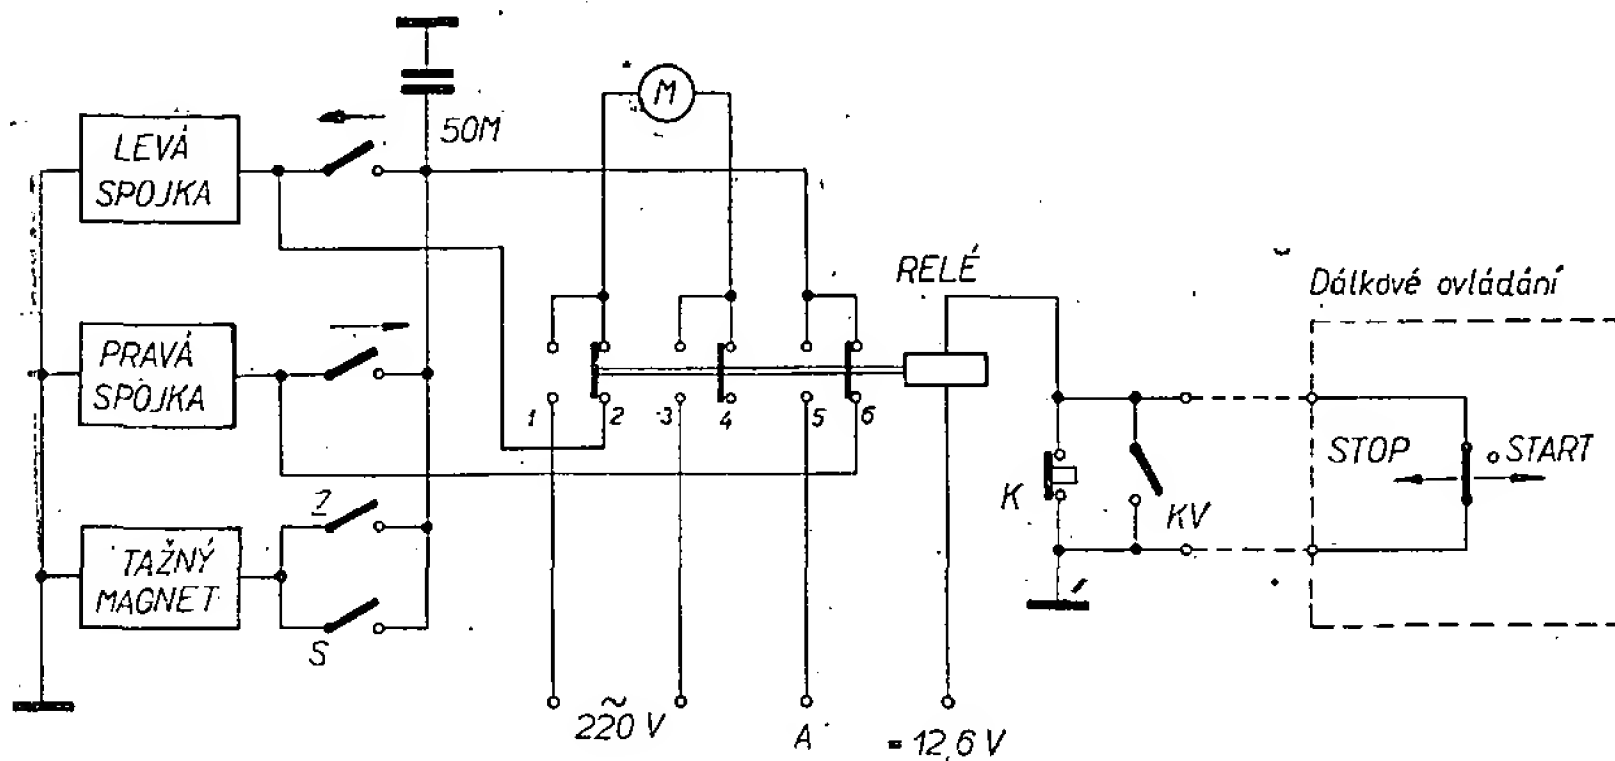 LEVÁ
SPOJKA
50M
M
PRAVÁ
SPOJKA
RELÉ
Dálkové ovládání
1 2 3 4 5 6
STOP START
K KV
Z
TAŽNÝ
MAGNET
S
~
220 V
A
= 12,6 V